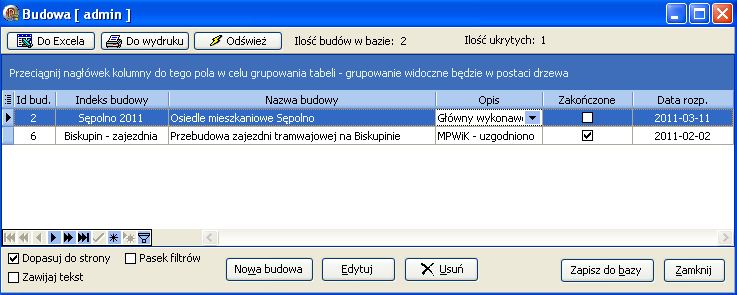 Budowa [ admin ]
Do Excela Do wydruku Odśwież Ilość budów w bazie: 2 Ilość ukrytych: 1
Przeciągnij nagłówek kolumny do tego pola w celu grupowania tabeli - grupowanie widoczne będzie w postaci drzewa
Id bud. Indeks budowy Nazwa budowy Opis Zakończone Data rozp.
2 Sępolno 2011 Osiedle mieszkaniowe Sępolno Główny wykonawc 2011-03-11
6 Biskupin - zajezdnia Przebudowa zajezdni tramwajowej na Biskupinie MPWiK - uzgodniono 2011-02-02
Dopasuj do strony Pasek filtrów
Zawijaj tekst
Nowa budowa Edytuj Usuń Zapisz do bazy Zamknij